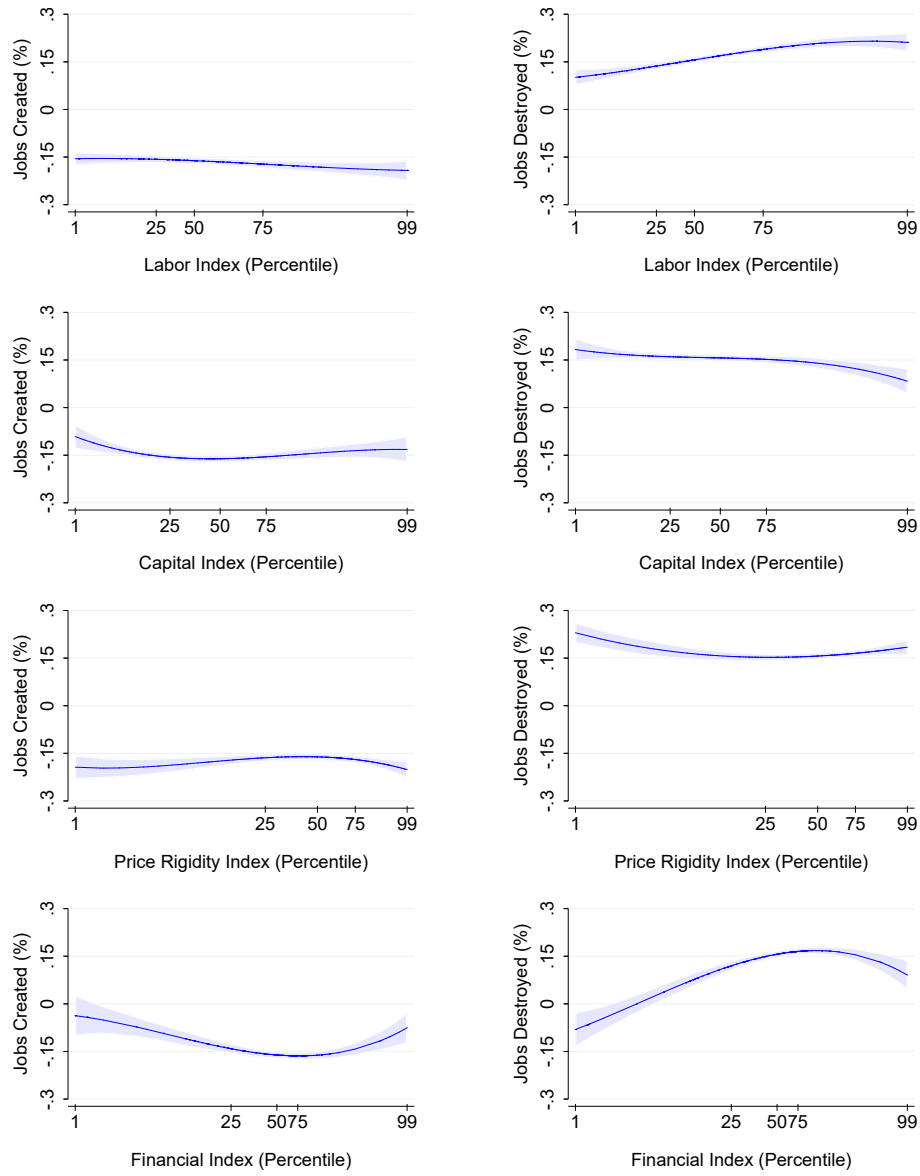 Jobs Created (%)
.3
.15
0
-.15
-.3
1 25 50 75 99
Labor Index (Percentile)
Jobs Destroyed (%)
.3
.15
0
-.15
-.3
1 25 50 75 99
Labor Index (Percentile)
Jobs Created (%)
.3
.15
0
-.15
-.3
1 25 50 75 99
Capital Index (Percentile)
Jobs Destroyed (%)
.3
.15
0
-.15
-.3
1 25 50 75 99
Capital Index (Percentile)
Jobs Created (%)
.3
.15
0
-.15
-.3
1 25 50 75 99
Price Rigidity Index (Percentile)
Jobs Destroyed (%)
.3
.15
0
-.15
-.3
1 25 50 75 99
Price Rigidity Index (Percentile)
Jobs Created (%)
.3
.15
0
-.15
-.3
1 25 5075 99
Financial Index (Percentile)
Jobs Destroyed (%)
.3
.15
0
-.15
-.3
1 25 5075 99
Financial Index (Percentile)